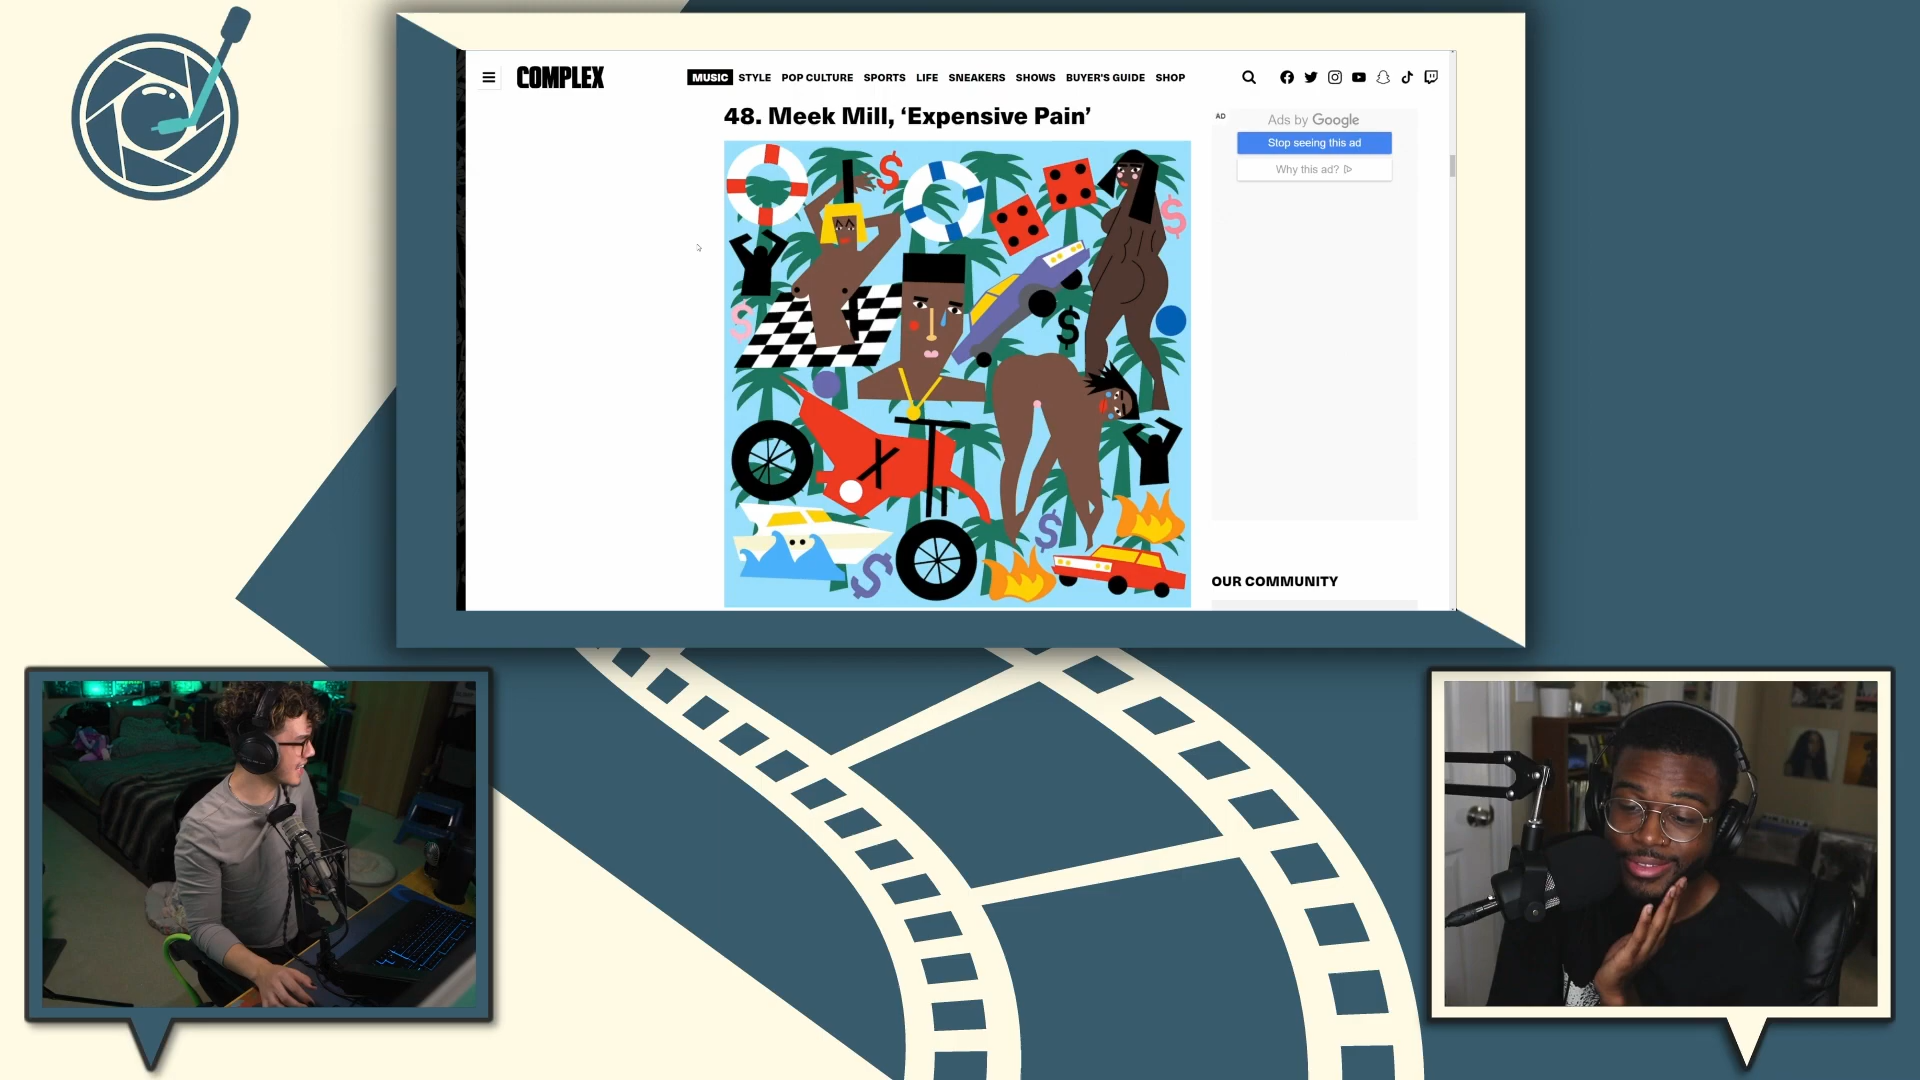 COMPLEX
MUSIC STYLE POP CULTURE SPORTS LIFE SNEAKERS SHOWS BUYER'S GUIDE SHOP
48. Meek Mill, ‘Expensive Pain’
AD
Ads by Google
Stop seeing this ad
Why this ad?
OUR COMMUNITY